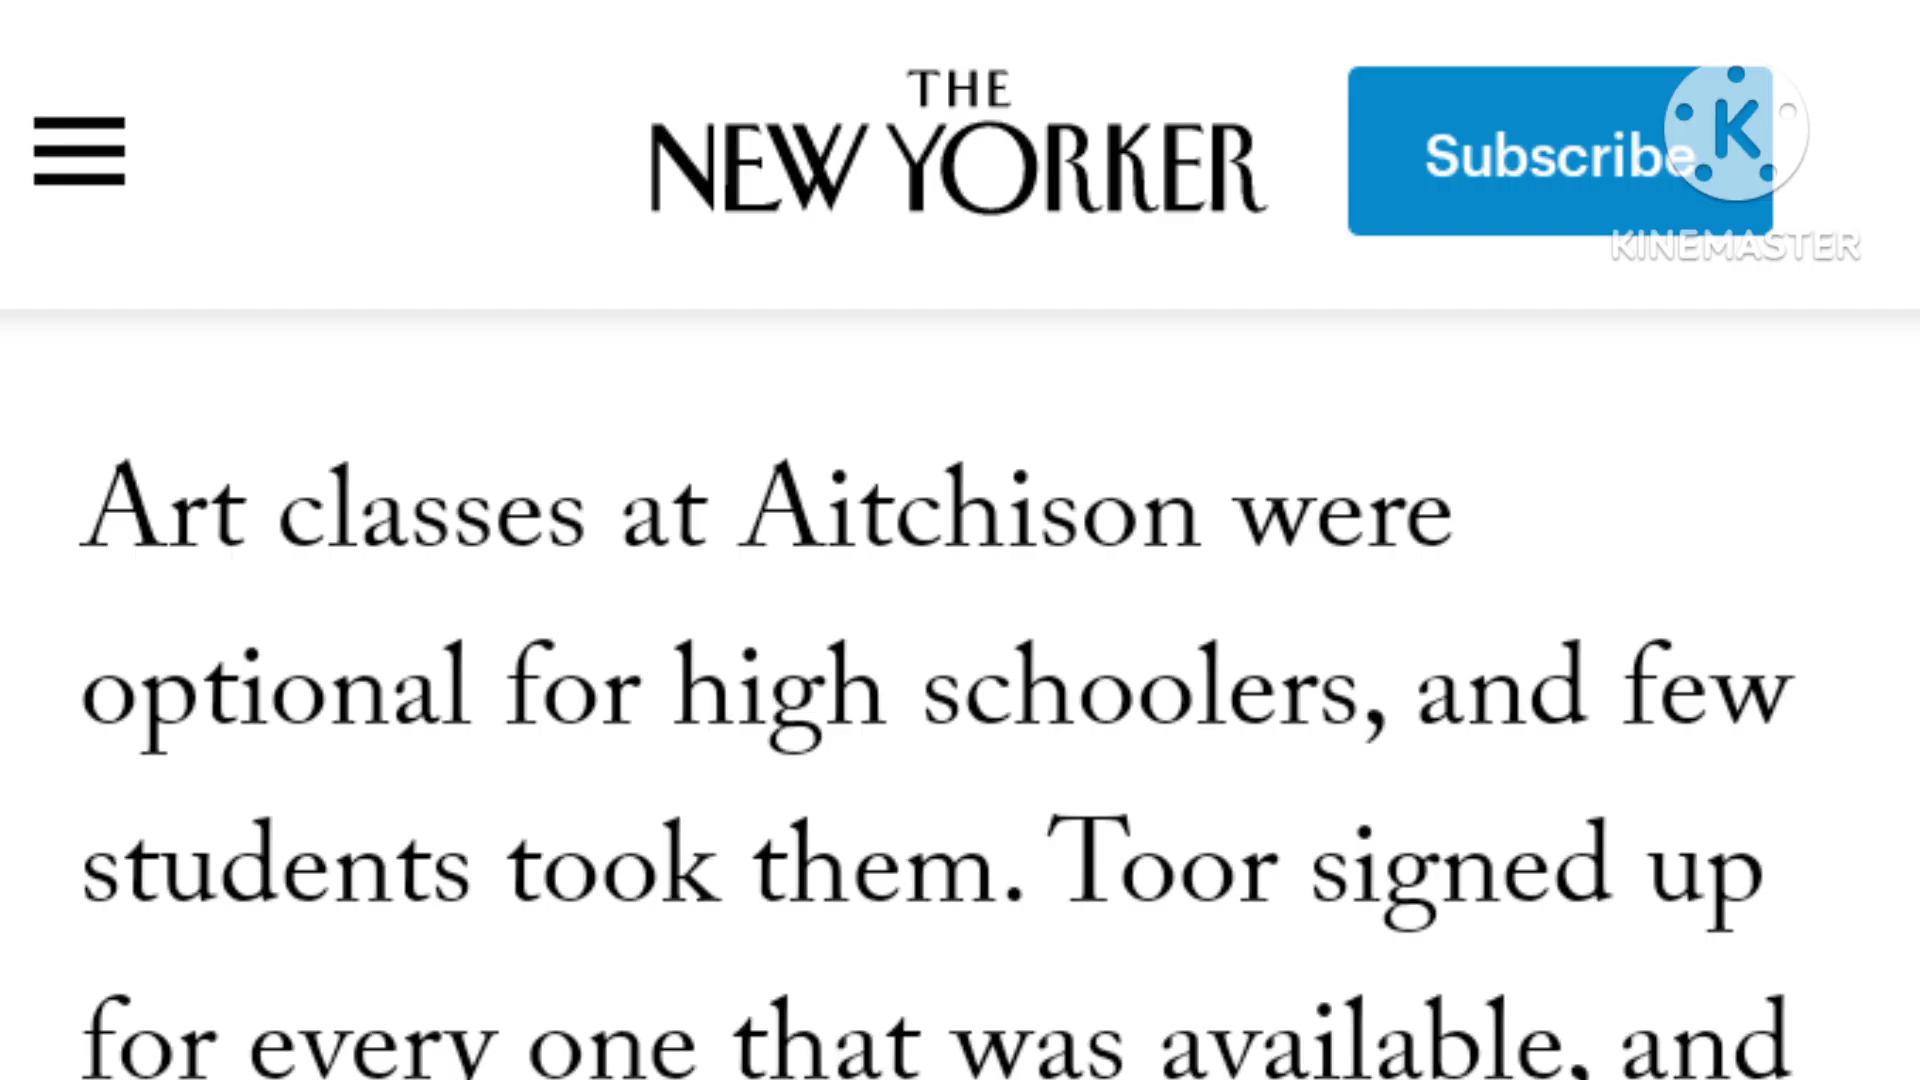 THE
NEW YORKER
Subscribe
KINEMASTER
Art classes at Aitchison were
optional for high schoolers, and few
students took them. Toor signed up
for every one that was available, and